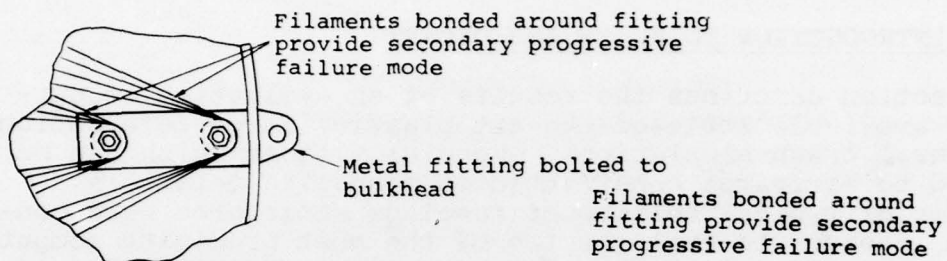 Filaments bonded around fitting
provide secondary progressive
failure mode
Metal fitting bolted to
bulkhead
Filaments bonded around
fitting provide secondary
progressive failure mode